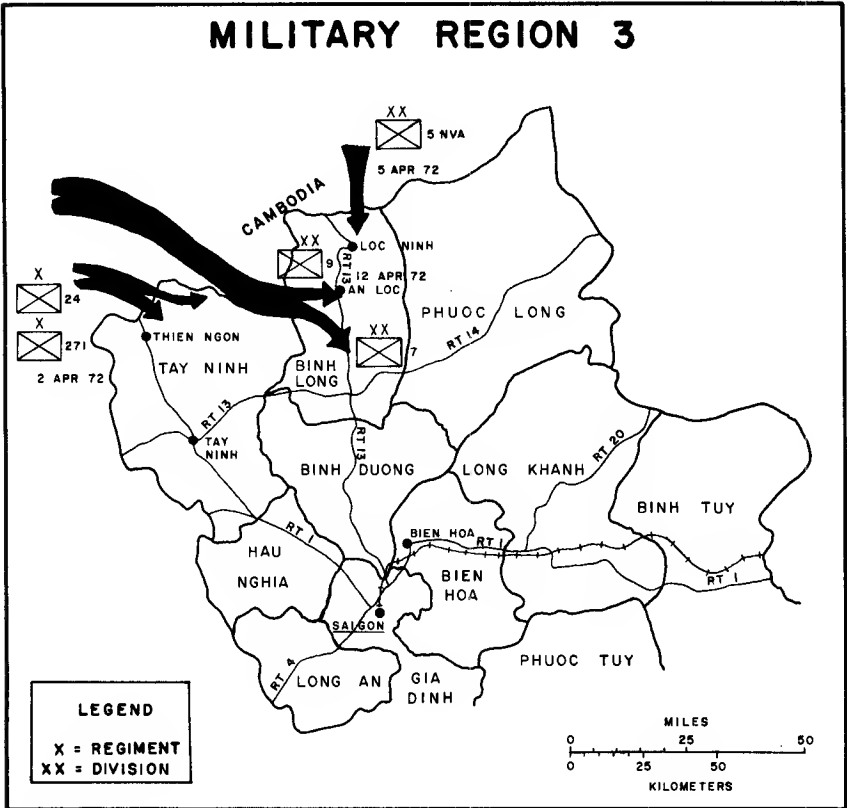 MILITARY REGION 3
XX
5 NVA
5 APR 72
CAMBODIA
LOC NINH
XX
9
RT 13
12 APR 72
AN LOC
X
24
X
271
2 APR 72
THIEN NGON
TAY NINH
PHUOC LONG
XX
7
RT 14
BINH
LONG
RT 13
TAY
NINH
RT 13
BINH DUONG
LONG KHANH
RT 20
BINH TUY
RT 1
HAU
NGHIA
BIEN HOA
RT 1
BIEN
HOA
RT 1
SAIGON
PHUOC TUY
RT 4
LONG AN
GIA
DINH
LEGEND
X = REGIMENT
XX = DIVISION
MILES
0 25 50
0 25 50
KILOMETERS